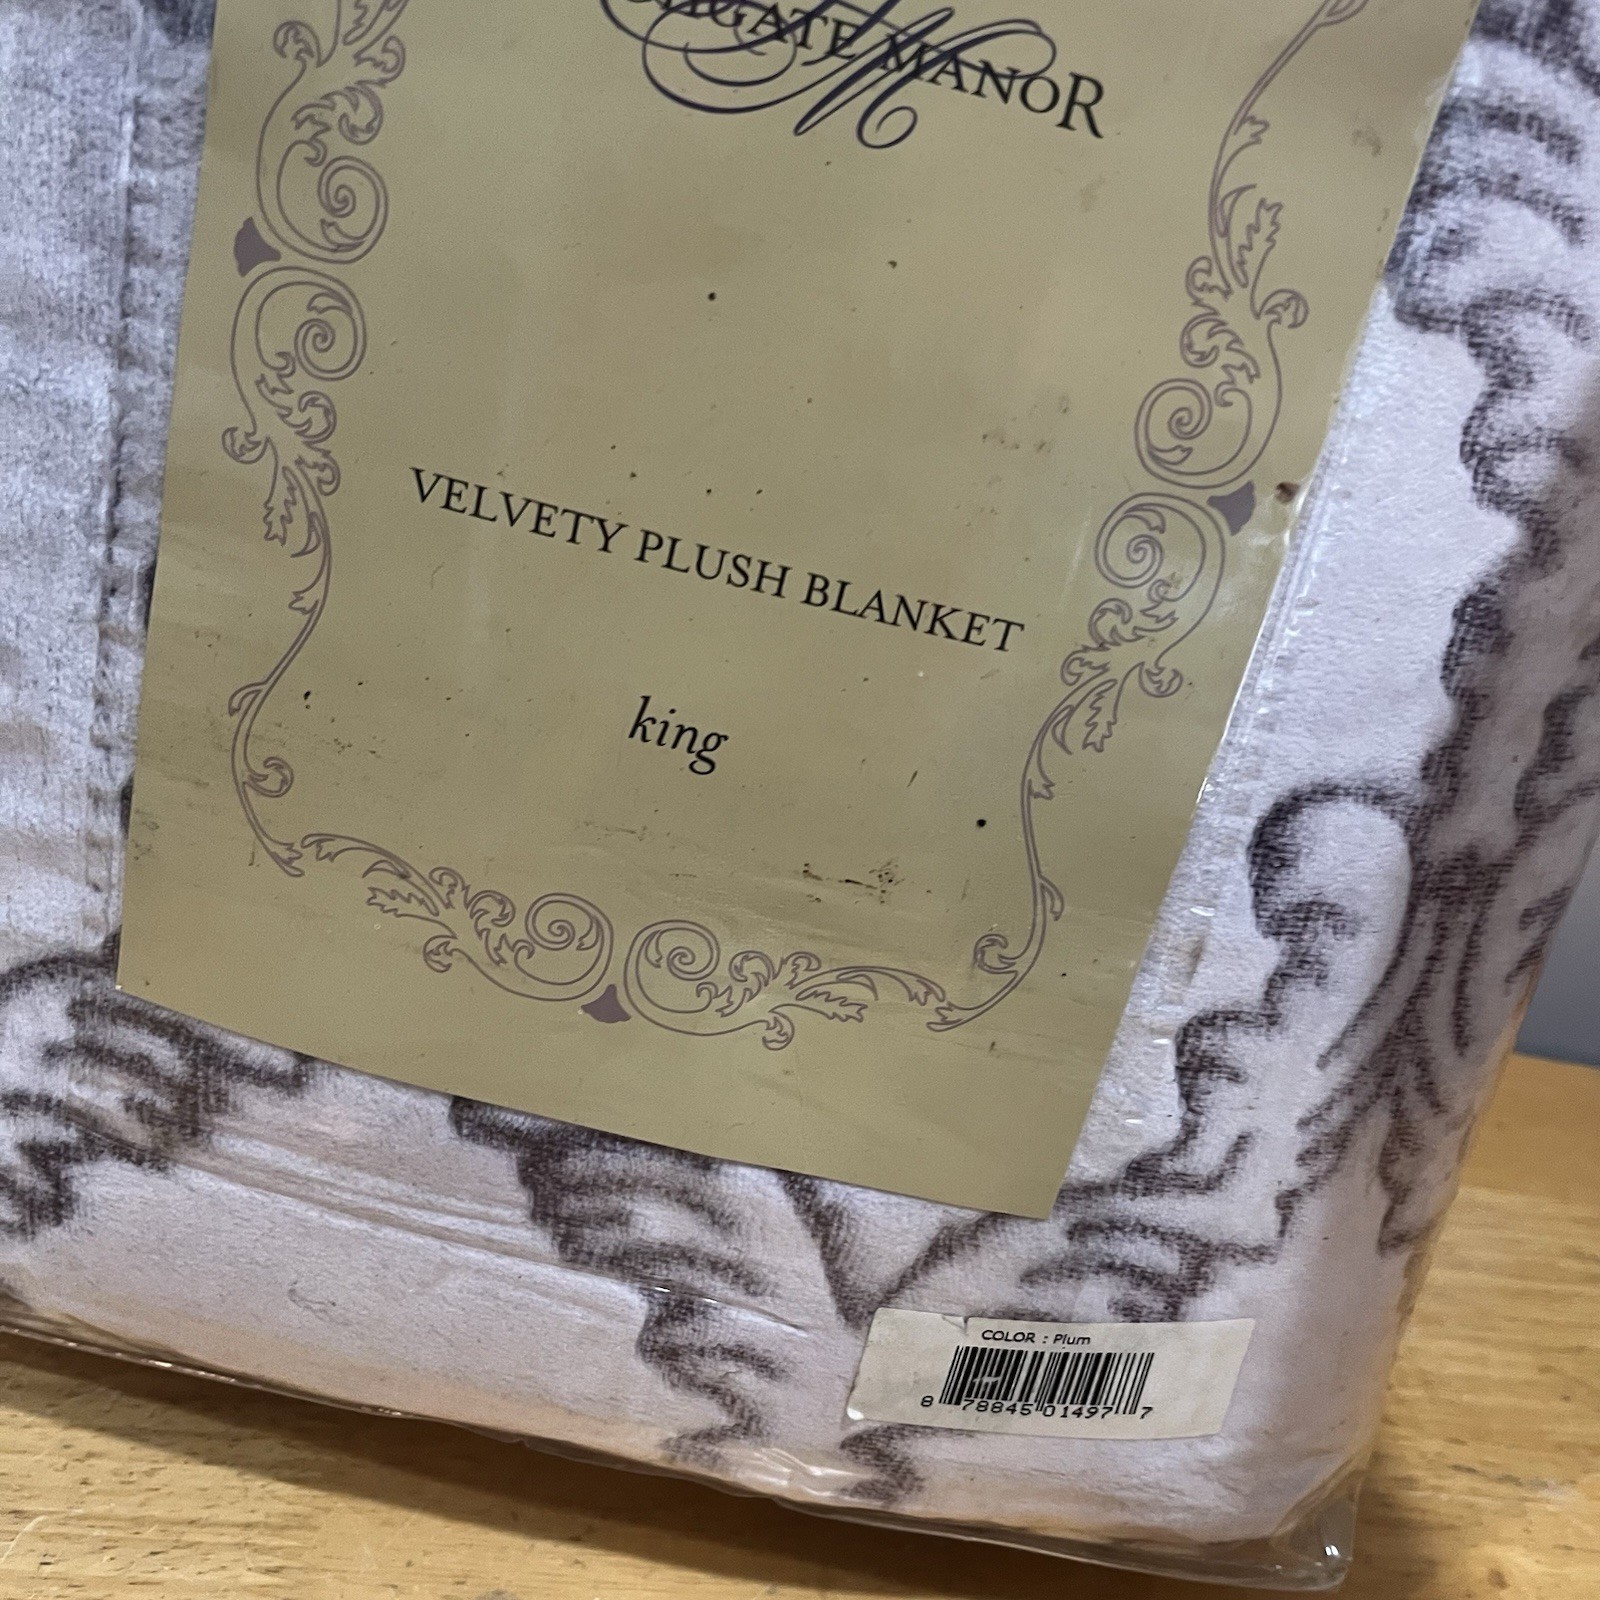 MANOR
VELVETY PLUSH BLANKET
king
COLOR : Plum
8 78845 01497 7